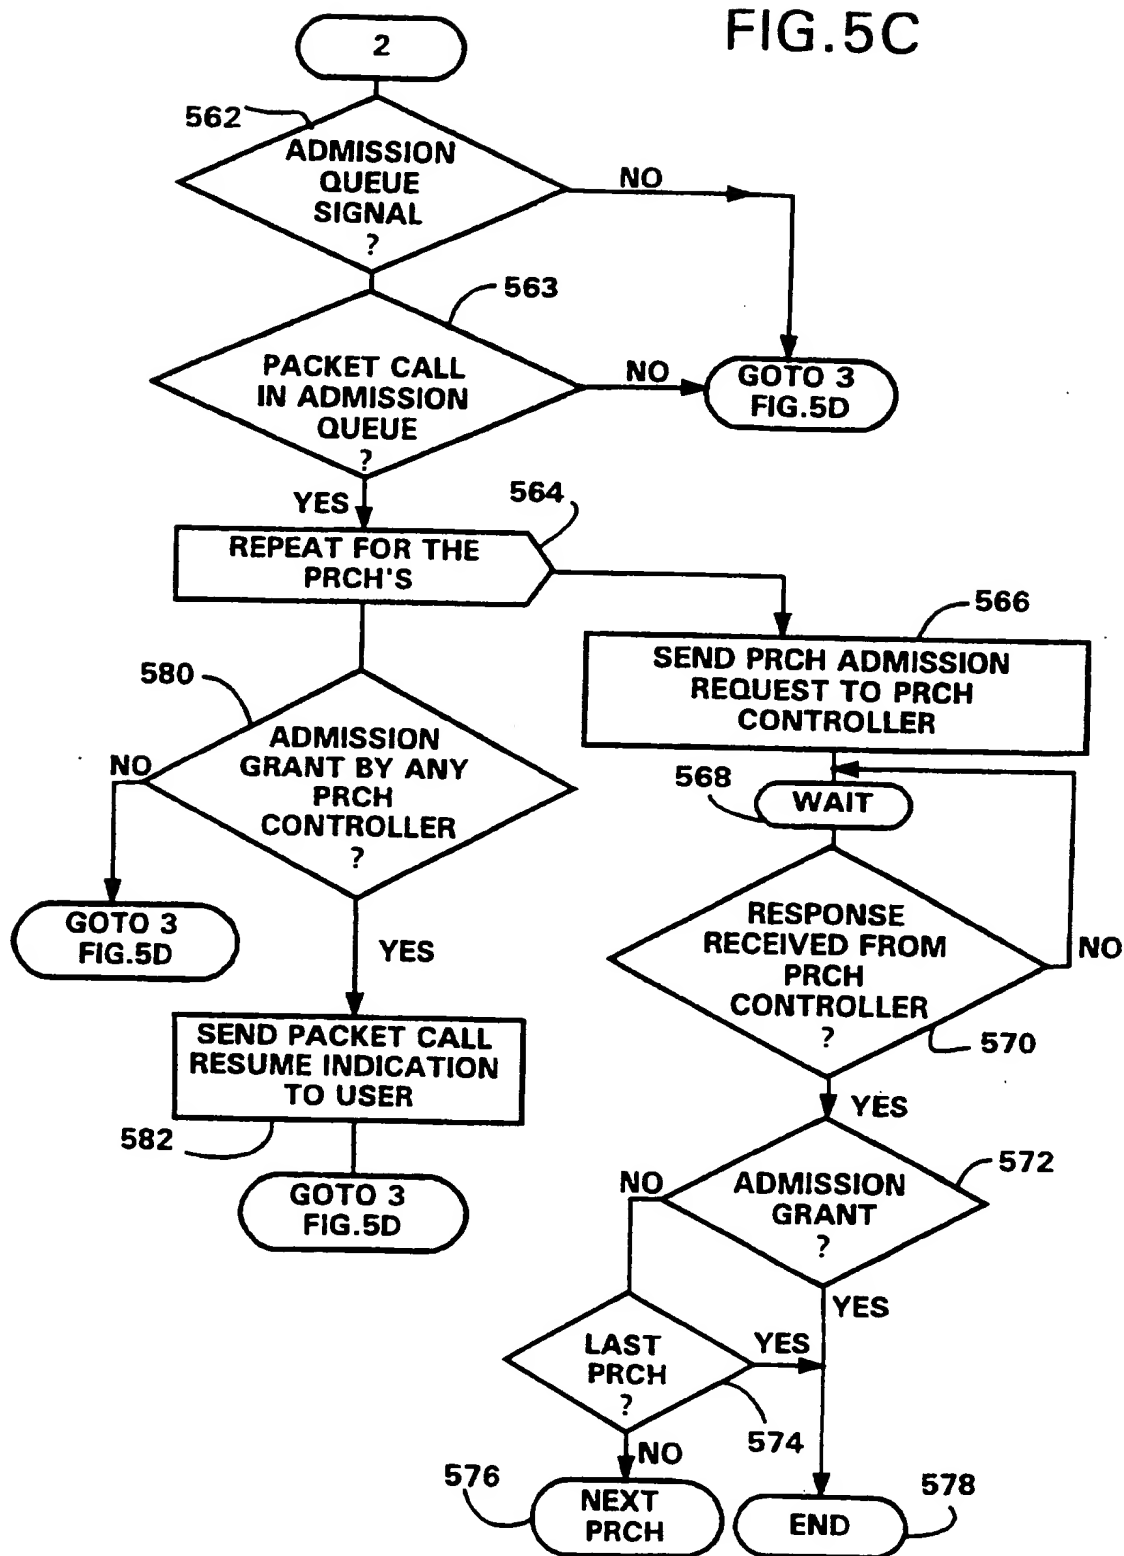 FIG.5C
2
562
ADMISSION
QUEUE
SIGNAL
?
NO
563
PACKET CALL
IN ADMISSION
QUEUE
?
NO
GOTO 3
FIG.5D
YES
564
REPEAT FOR THE
PRCH'S
566
SEND PRCH ADMISSION
REQUEST TO PRCH
CONTROLLER
580
ADMISSION
GRANT BY ANY
PRCH
CONTROLLER
?
NO
GOTO 3
FIG.5D
YES
SEND PACKET CALL
RESUME INDICATION
TO USER
582
GOTO 3
FIG.5D
568
WAIT
RESPONSE
RECEIVED FROM
PRCH
CONTROLLER
?
NO
570
YES
572
ADMISSION
GRANT
?
NO
YES
LAST
PRCH
?
YES
574
NO
576
NEXT
PRCH
END
578